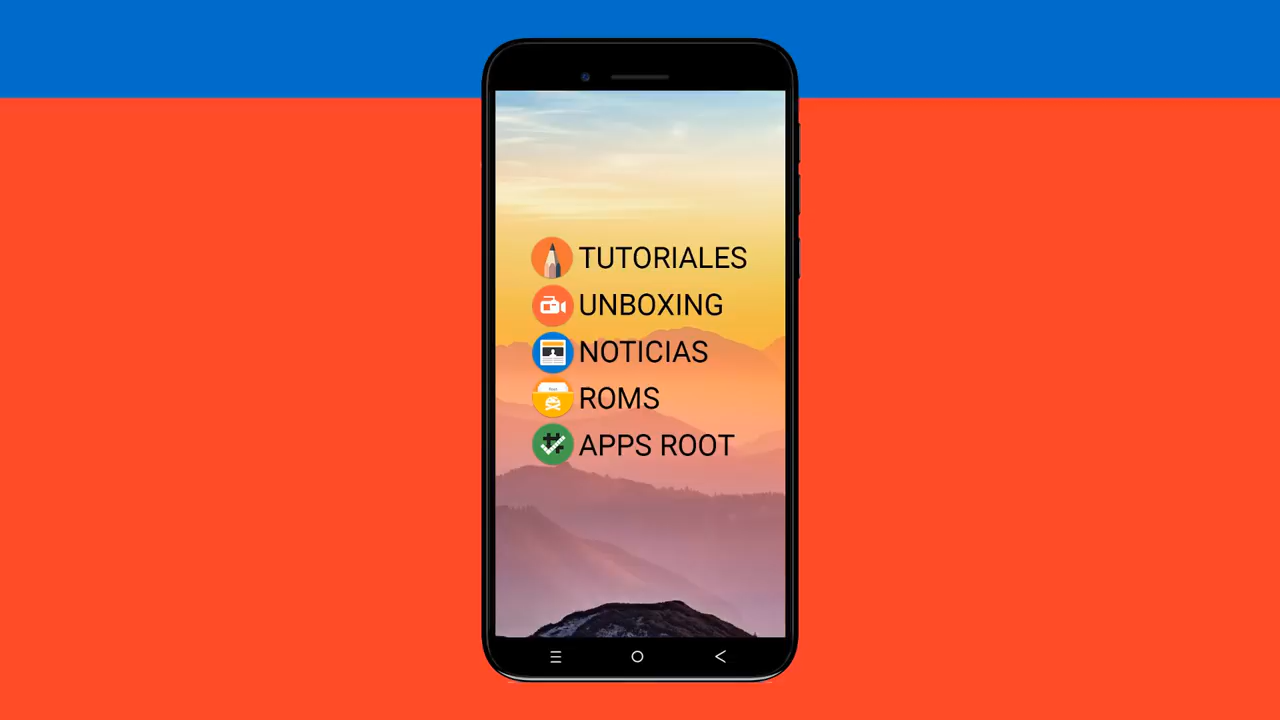 TUTORIALES
UNBOXING
NOTICIAS
ROMS
APPS ROOT